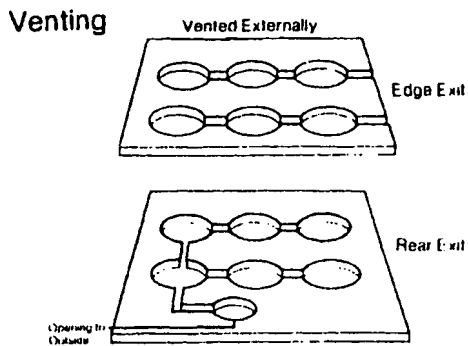 Venting
Vented Externally
Edge Exit
Rear Exit
Opening to
Outside